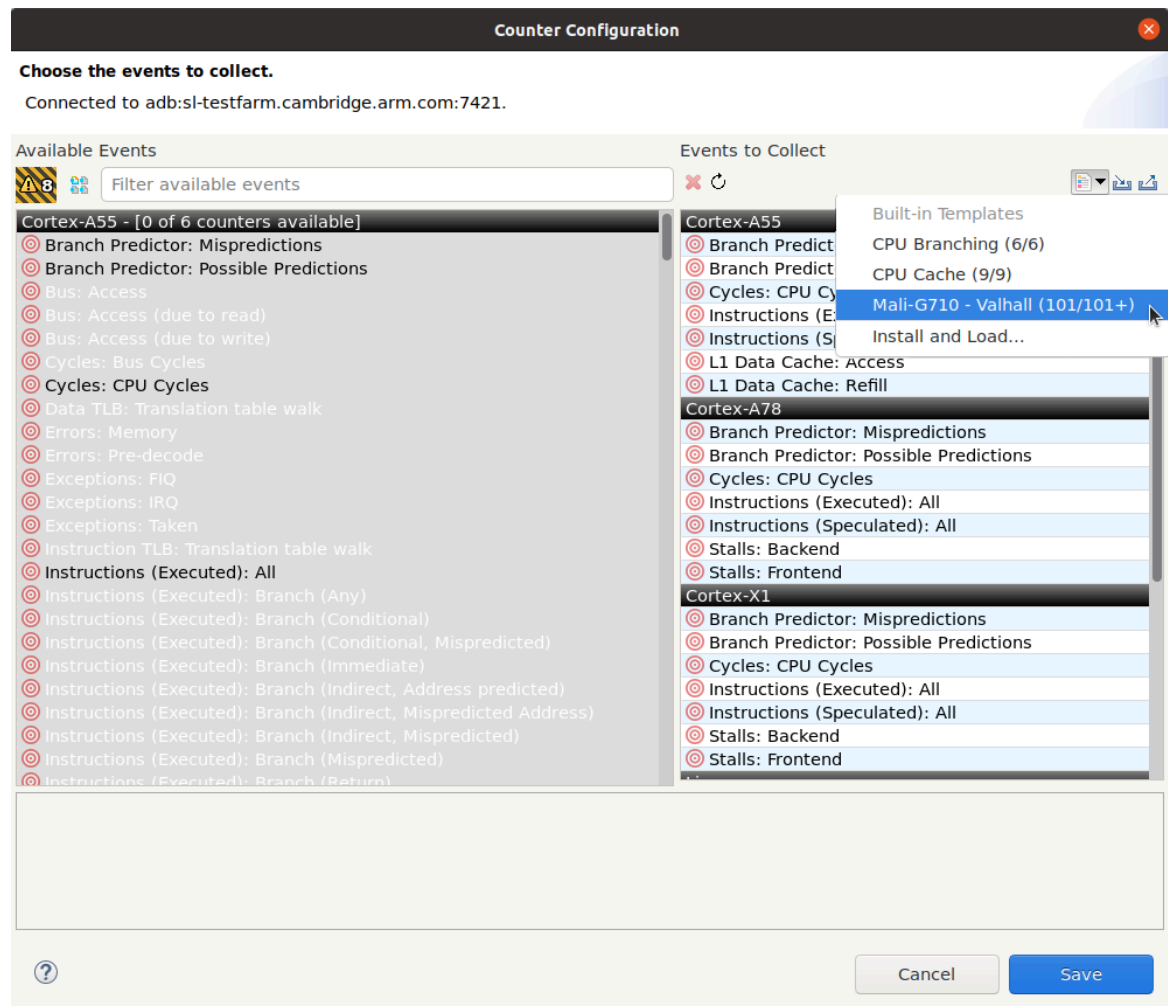 Counter Configuration
Choose the events to collect.
Connected to adb:sl-testfarm.cambridge.arm.com:7421.
Available Events
8
Filter available events
Cortex-A55 - [0 of 6 counters available]
Branch Predictor: Mispredictions
Branch Predictor: Possible Predictions
Bus: Access
Bus: Access (due to read)
Bus: Access (due to write)
Cycles: Bus Cycles
Cycles: CPU Cycles
Data TLB: Translation table walk
Errors: Memory
Errors: Pre-decode
Exceptions: FIQ
Exceptions: IRQ
Exceptions: Taken
Instruction TLB: Translation table walk
Instructions (Executed): All
Instructions (Executed): Branch (Any)
Instructions (Executed): Branch (Conditional)
Instructions (Executed): Branch (Conditional, Mispredicted)
Instructions (Executed): Branch (Immediate)
Instructions (Executed): Branch (Indirect, Address predicted)
Instructions (Executed): Branch (Indirect, Mispredicted Address)
Instructions (Executed): Branch (Indirect, Mispredicted)
Instructions (Executed): Branch (Mispredicted)
Instructions (Executed): Branch (Return)
Events to Collect
Built-in Templates
CPU Branching (6/6)
CPU Cache (9/9)
Mali-G710 - Valhall (101/101+)
Install and Load...
Cortex-A55
Branch Predict
Branch Predict
Cycles: CPU Cy
Instructions (E
Instructions (S
L1 Data Cache: Access
L1 Data Cache: Refill
Cortex-A78
Branch Predictor: Mispredictions
Branch Predictor: Possible Predictions
Cycles: CPU Cycles
Instructions (Executed): All
Instructions (Speculated): All
Stalls: Backend
Stalls: Frontend
Cortex-X1
Branch Predictor: Mispredictions
Branch Predictor: Possible Predictions
Cycles: CPU Cycles
Instructions (Executed): All
Instructions (Speculated): All
Stalls: Backend
Stalls: Frontend
?
Cancel
Save